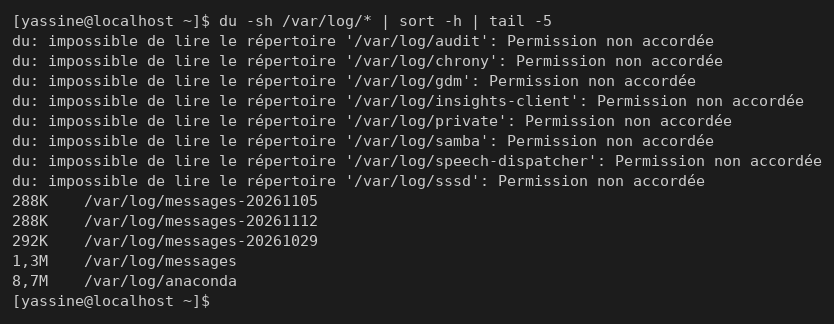 [yassine@localhost ~]$ du -sh /var/log/* | sort -h | tail -5
du: impossible de lire le répertoire '/var/log/audit': Permission non accordée
du: impossible de lire le répertoire '/var/log/chrony': Permission non accordée
du: impossible de lire le répertoire '/var/log/gdm': Permission non accordée
du: impossible de lire le répertoire '/var/log/insights-client': Permission non accordée
du: impossible de lire le répertoire '/var/log/private': Permission non accordée
du: impossible de lire le répertoire '/var/log/samba': Permission non accordée
du: impossible de lire le répertoire '/var/log/speech-dispatcher': Permission non accordée
du: impossible de lire le répertoire '/var/log/sssd': Permission non accordée
288K    /var/log/messages-20261105
288K    /var/log/messages-20261112
292K    /var/log/messages-20261029
1,3M    /var/log/messages
8,7M    /var/log/anaconda
[yassine@localhost ~]$